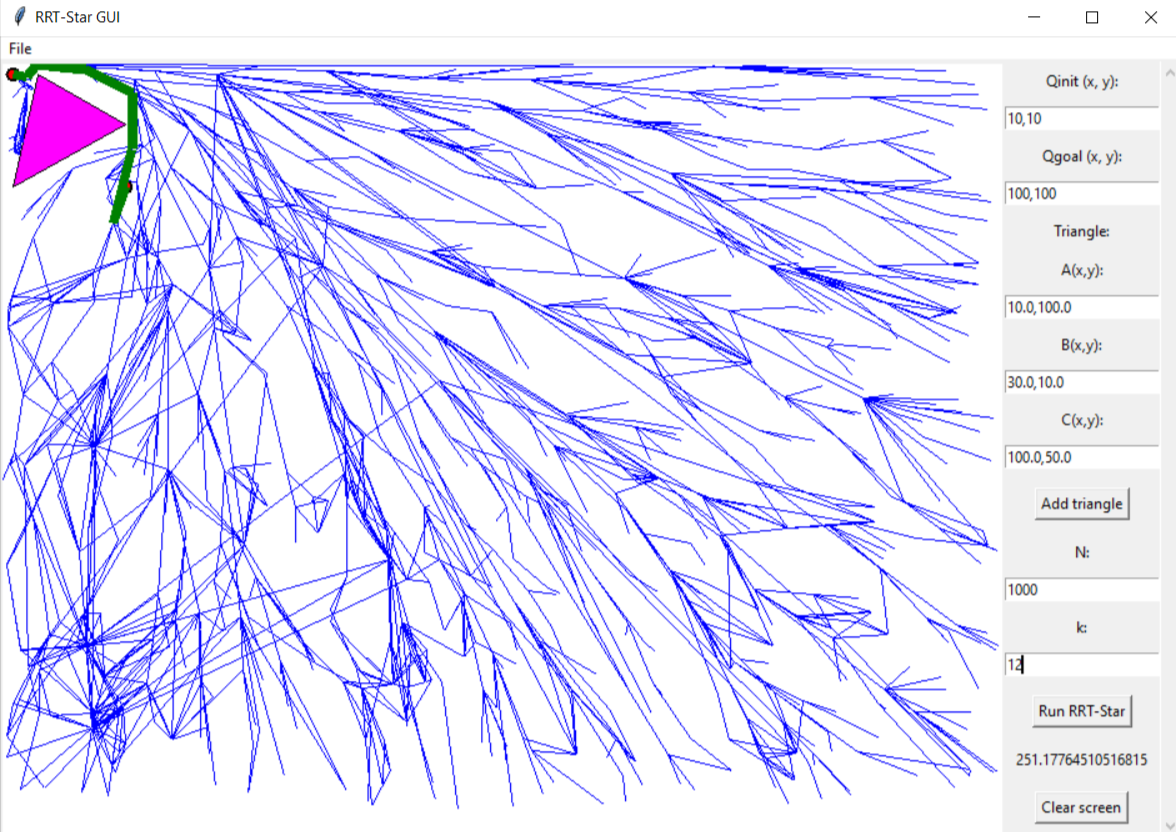 RRT-Star GUI
File
Qinit (x, y):
10,10
Qgoal (x, y):
100,100
Triangle:
A(x,y):
10.0,100.0
B(x,y):
30.0,10.0
C(x,y):
100.0,50.0
Add triangle
N:
1000
k:
12
Run RRT-Star
251.17764510516815
Clear screen